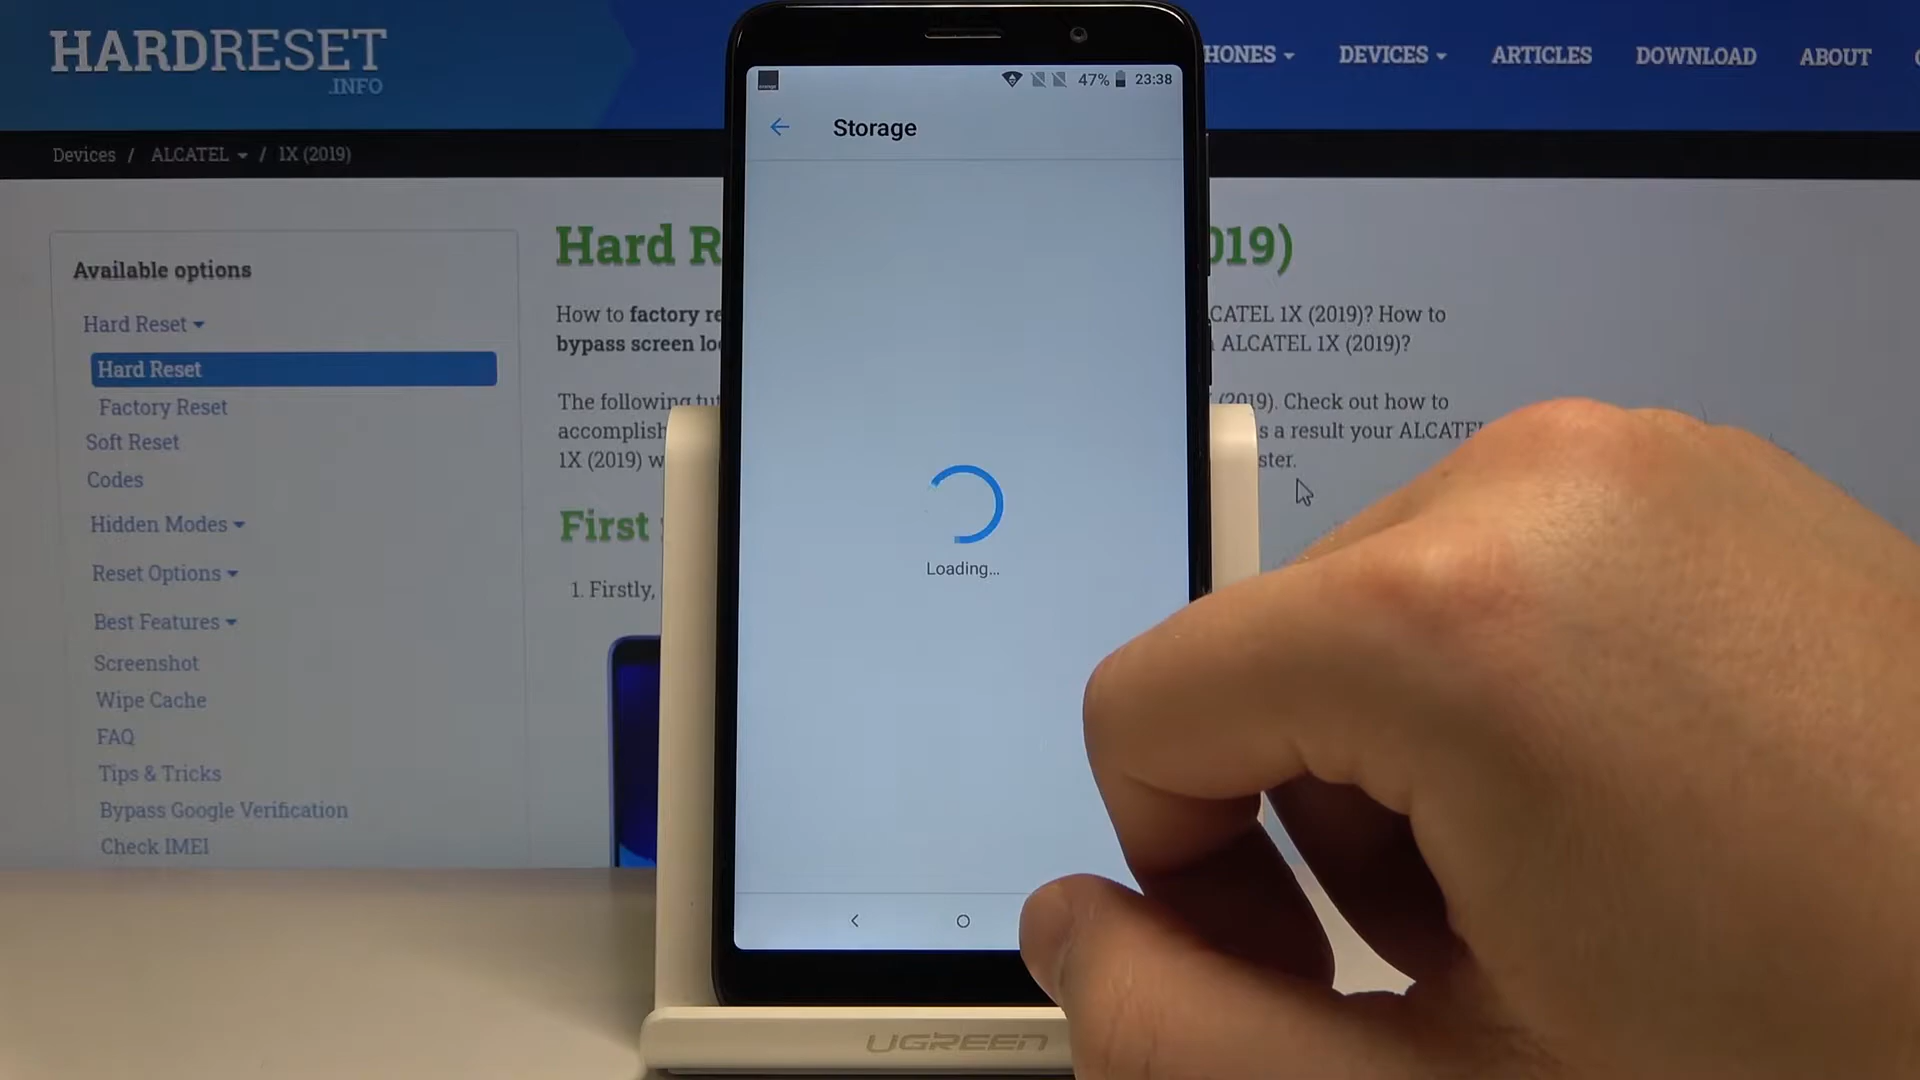 HARDRESET
.INFO
HONES
DEVICES
ARTICLES
DOWNLOAD
ABOUT
Devices / ALCATEL / 1X (2019)
47% 23:38
Storage
Loading...
Available options
Hard Reset
Hard Reset
Factory Reset
Soft Reset
Codes
Hidden Modes
Reset Options
Best Features
Screenshot
Wipe Cache
FAQ
Tips & Tricks
Bypass Google Verification
Check IMEI
Hard R 019)
How to factory re CATEL 1X (2019)? How to
bypass screen lo ALCATEL 1X (2019)?
The following tut (2019). Check out how to
accomplish s a result your ALCATE
1X (2019) w ster.
First
1. Firstly,
UGREEN